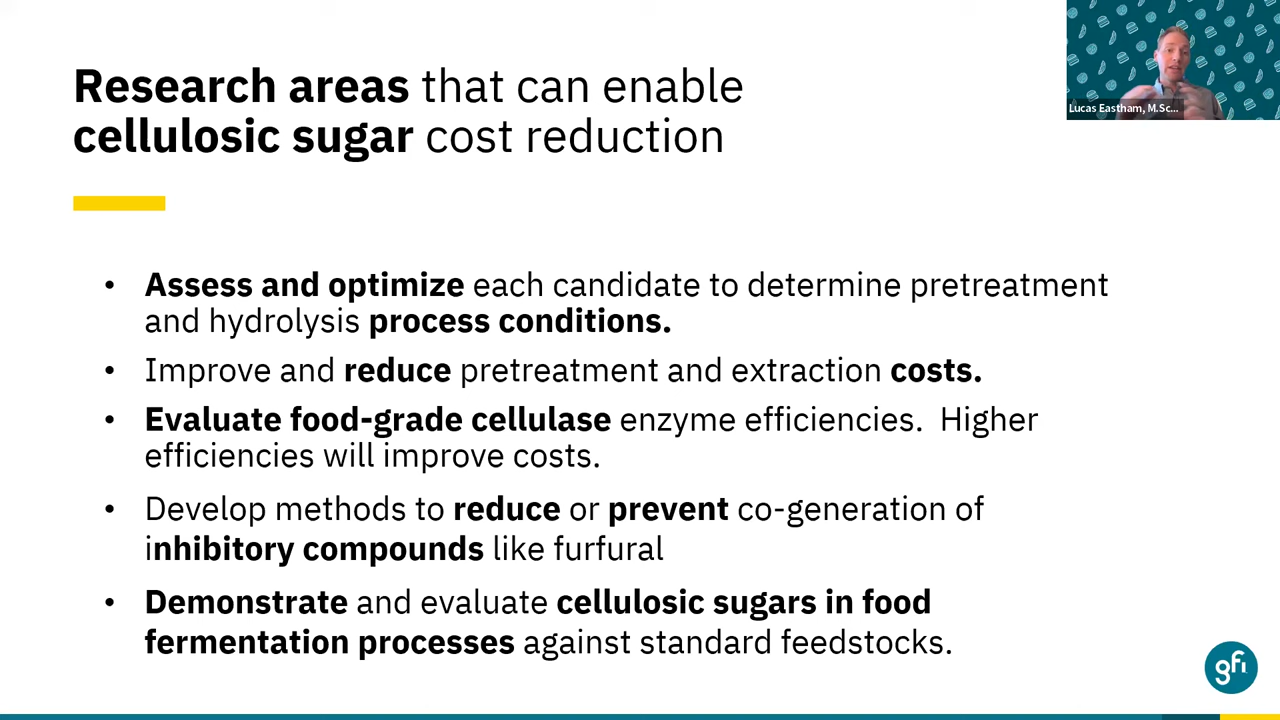 Research areas that can enable
cellulosic sugar cost reduction
Lucas Eastham, M.Sc...
• Assess and optimize each candidate to determine pretreatment
and hydrolysis process conditions.
• Improve and reduce pretreatment and extraction costs.
• Evaluate food-grade cellulase enzyme efficiencies.  Higher
efficiencies will improve costs.
• Develop methods to reduce or prevent co-generation of
inhibitory compounds like furfural
• Demonstrate and evaluate cellulosic sugars in food
fermentation processes against standard feedstocks.
gfi